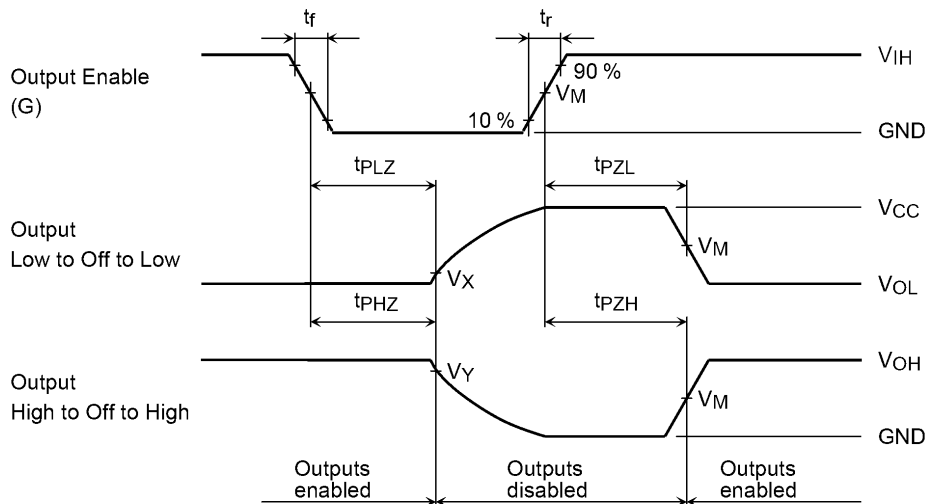 tf
tr
Output Enable
(G)
90 %
VM
10 %
VIH
GND
tPLZ
tPZL
Output
Low to Off to Low
VX
VM
VCC
VOL
tPHZ
tPZH
Output
High to Off to High
VY
VM
VOH
GND
Outputs
enabled
Outputs
disabled
Outputs
enabled